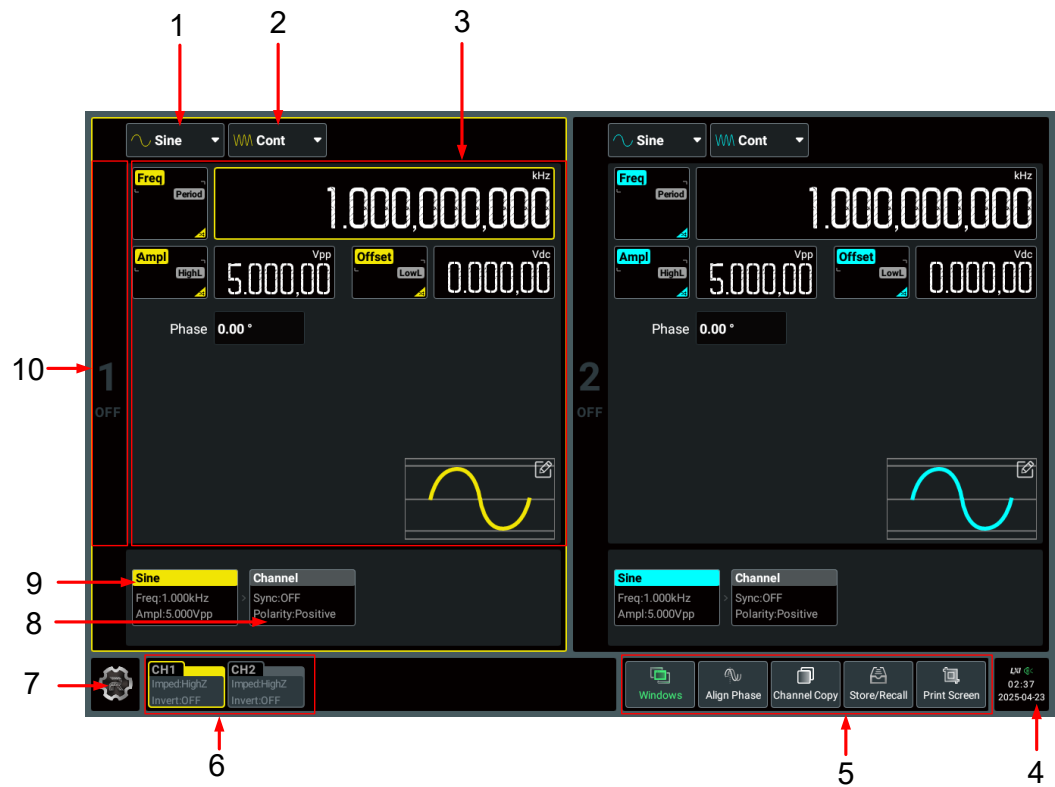 1 2 3
Sine Cont
Sine Cont
Freq Period kHz
1.000,000,000
Freq Period kHz
1.000,000,000
Ampl HighL Vpp
5.000,00
Offset LowL Vdc
0.000,00
Ampl HighL Vpp
5.000,00
Offset LowL Vdc
0.000,00
Phase 0.00 °
Phase 0.00 °
10
1
OFF
2
OFF
9
8
Sine
Freq:1.000kHz
Ampl:5.000Vpp
>
Channel
Sync:OFF
Polarity:Positive
Sine
Freq:1.000kHz
Ampl:5.000Vpp
>
Channel
Sync:OFF
Polarity:Positive
7
CH1
Imped:HighZ
Invert:OFF
CH2
Imped:HighZ
Invert:OFF
Windows
Align Phase
Channel Copy
Store/Recall
Print Screen
LXI
02:37
2025-04-23
6
5
4